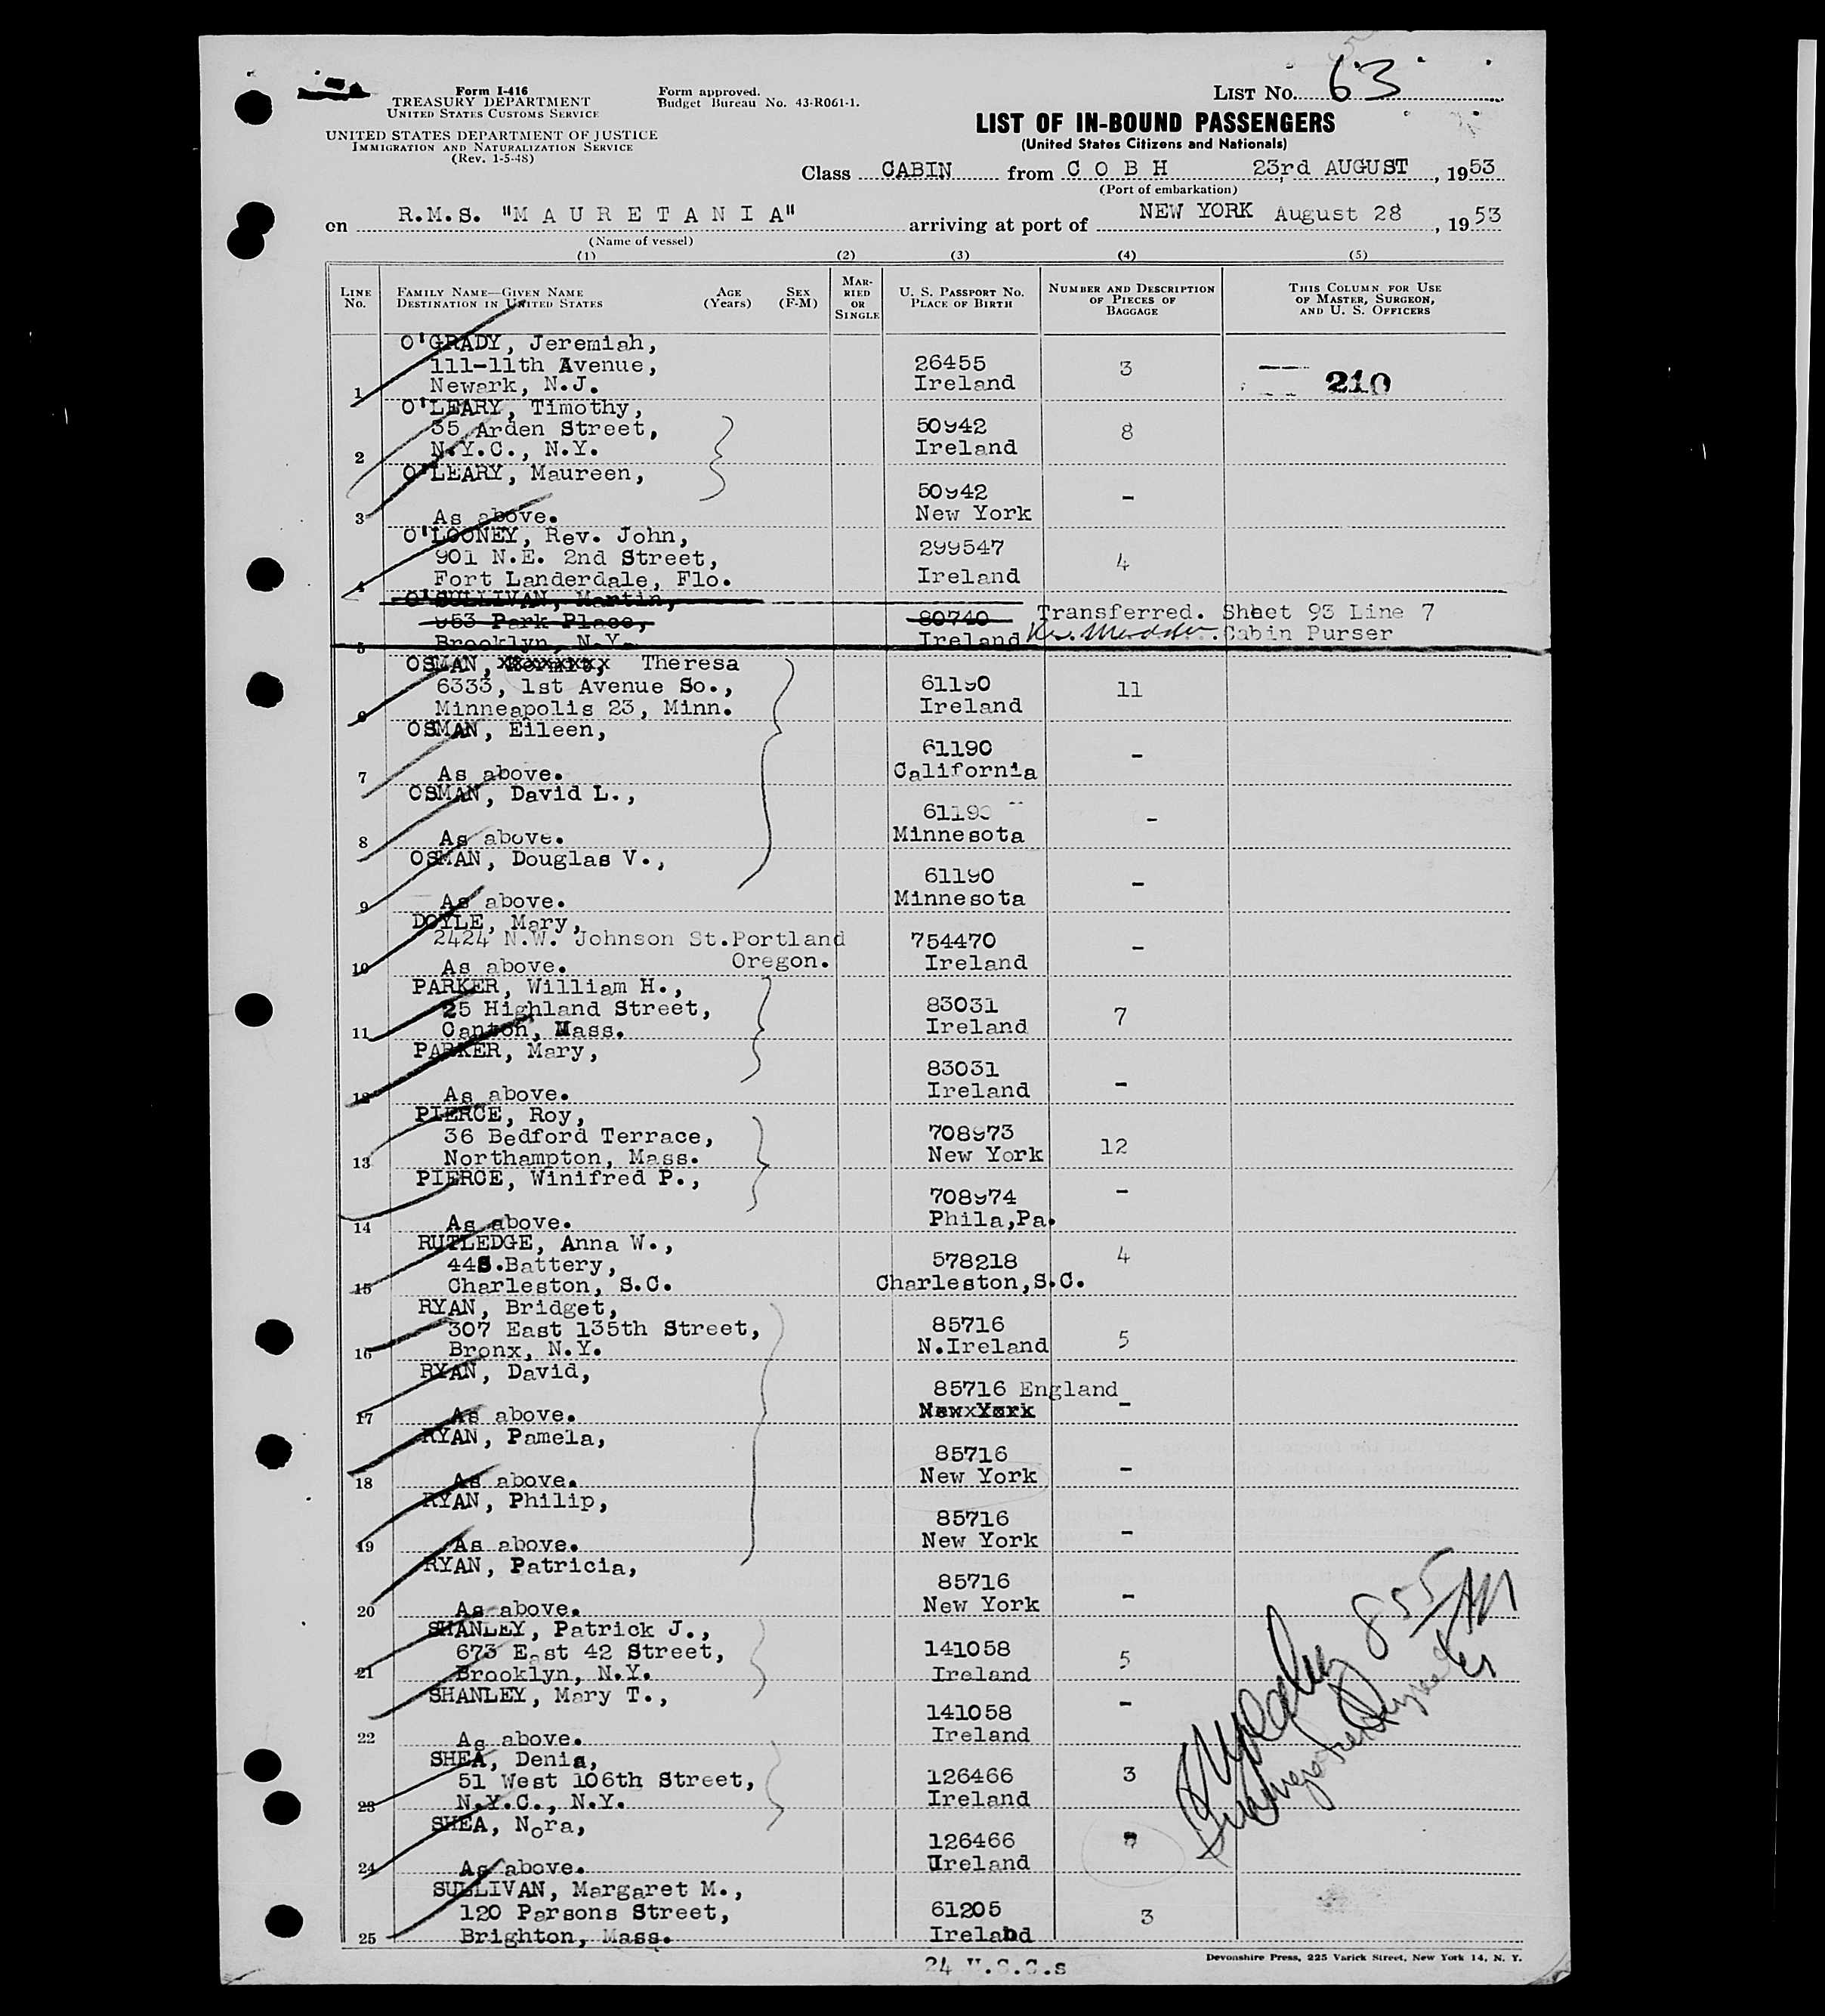 LIST No. 63
Form I-416
TREASURY DEPARTMENT
UNITED STATES CUSTOMS SERVICE
Form approved.
Budget Bureau No. 43-R061-1.
UNITED STATES DEPARTMENT OF JUSTICE
IMMIGRATION AND NATURALIZATION SERVICE
(Rev. 1-5-48)
LIST OF IN-BOUND PASSENGERS
(United States Citizens and Nationals)
Class CABIN from C O B H 23rd AUGUST, 1953
(Port of embarkation)
on R.M.S. "M A U R E T A N I A" arriving at port of NEW YORK August 28, 1953
(Name of vessel)
(1) (2) (3) (4) (5)
LINE No. FAMILY NAME—GIVEN NAME DESTINATION IN UNITED STATES AGE (Years) SEX (F-M) MARRIED OR SINGLE U. S. PASSPORT No. PLACE OF BIRTH NUMBER AND DESCRIPTION OF PIECES OF BAGGAGE THIS COLUMN FOR USE OF MASTER, SURGEON, AND U. S. OFFICERS
O'GRADY, Jeremiah,
111-11th Avenue, 26455 3
1 Newark, N.J. Ireland 210
O'LEARY, Timothy,
35 Arden Street, 50942 8
2 N.Y.C., N.Y. Ireland
O'LEARY, Maureen,
50942 -
3 As above. New York
O'LOONEY, Rev. John, 299547
901 N.E. 2nd Street, 4
4 Fort Landerdale, Flo. Ireland
O'SULLIVAN, Martin,
953 Park Place, 80740 Transferred. Sheet 93 Line 7
5 Brooklyn, N.Y. Ireland Cabin Purser
OSMAN, Theresa
6333, 1st Avenue So., 61190 11
6 Minneapolis 23, Minn. Ireland
OSMAN, Eileen,
61190 -
7 As above. California
OSMAN, David L.,
61190 -
8 As above. Minnesota
OSMAN, Douglas V.,
61190 -
9 As above. Minnesota
DOYLE, Mary,
2424 N.W. Johnson St.Portland 754470 -
10 As above. Oregon. Ireland
PARKER, William H.,
25 Highland Street, 83031 7
11 Canton, Mass. Ireland
PARKER, Mary,
83031 -
12 As above. Ireland
PIERCE, Roy,
36 Bedford Terrace, 708973 12
13 Northampton, Mass. New York
PIERCE, Winifred P.,
708974 -
14 As above. Phila,Pa.
RUTLEDGE, Anna W.,
44S.Battery, 578218 4
15 Charleston, S.C. Charleston,S.C.
RYAN, Bridget,
307 East 135th Street, 85716 5
16 Bronx, N.Y. N.Ireland
RYAN, David,
85716 England -
17 As above. New York
RYAN, Pamela,
85716 -
18 As above. New York
RYAN, Philip,
85716 -
19 As above. New York
RYAN, Patricia,
85716 -
20 As above. New York
SHANLEY, Patrick J.,
673 East 42 Street, 141058 5
21 Brooklyn, N.Y. Ireland
SHANLEY, Mary T.,
141058 -
22 As above. Ireland
SHEA, Denis,
51 West 106th Street, 126466 3
23 N.Y.C., N.Y. Ireland
SHEA, Nora,
126466
24 As above. Ireland
SULLIVAN, Margaret M.,
120 Parsons Street, 61205 3
25 Brighton, Mass. Ireland
855
24 U.S.C.s
Devonshire Press, 225 Varick Street, New York 14, N. Y.